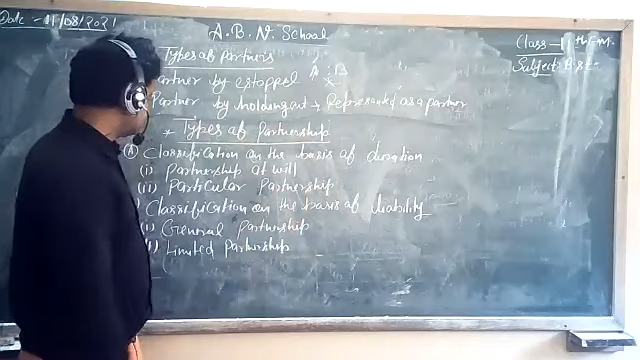 Date :- 11/08/2021
A.B.N. School
Class - 11
Subject: B.St.
Types of Partners
Partner by estoppel A : B
Partner by holding out → Represented as a partner
* Types of Partnership
(A) Classification on the basis of duration
(i) Partnership at will
(ii) Particular Partnership
Classification on the basis of liability
(i) General Partnership
(ii) Limited Partnership